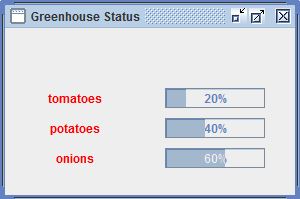 Greenhouse Status
tomatoes 20%
potatoes 40%
onions 60%